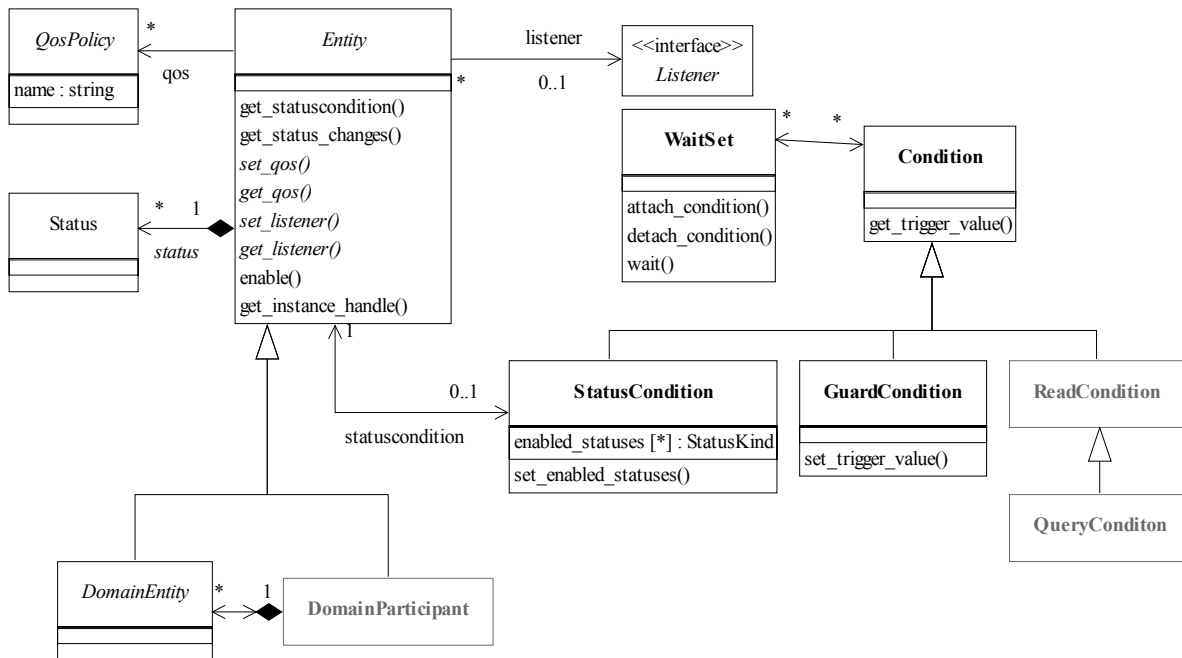 QosPolicy
name : string
*
qos
Entity
get_statuscondition()
get_status_changes()
set_qos()
get_qos()
set_listener()
get_listener()
enable()
get_instance_handle()
*
listener
0..1
<<interface>>
Listener
WaitSet
attach_condition()
detach_condition()
wait()
*
*
Condition
get_trigger_value()
Status
*
1
status
1
0..1
statuscondition
StatusCondition
enabled_statuses [*] : StatusKind
set_enabled_statuses()
GuardCondition
set_trigger_value()
ReadCondition
QueryConditon
DomainEntity
*
1
DomainParticipant